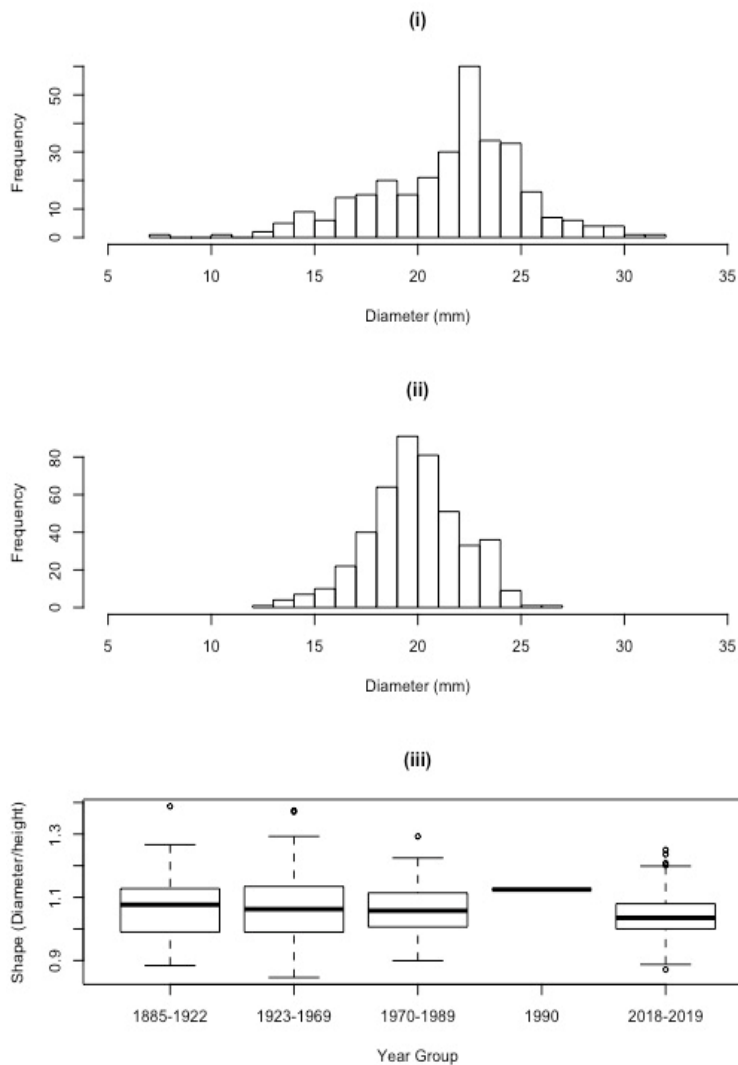 (i)
Frequency
50
30
10
0
5 10 15 20 25 30 35
Diameter (mm)
(ii)
Frequency
80
60
40
20
0
5 10 15 20 25 30 35
Diameter (mm)
(iii)
Shape (Diameter/height)
1.3
1.1
0.9
1885-1922 1923-1969 1970-1989 1990 2018-2019
Year Group